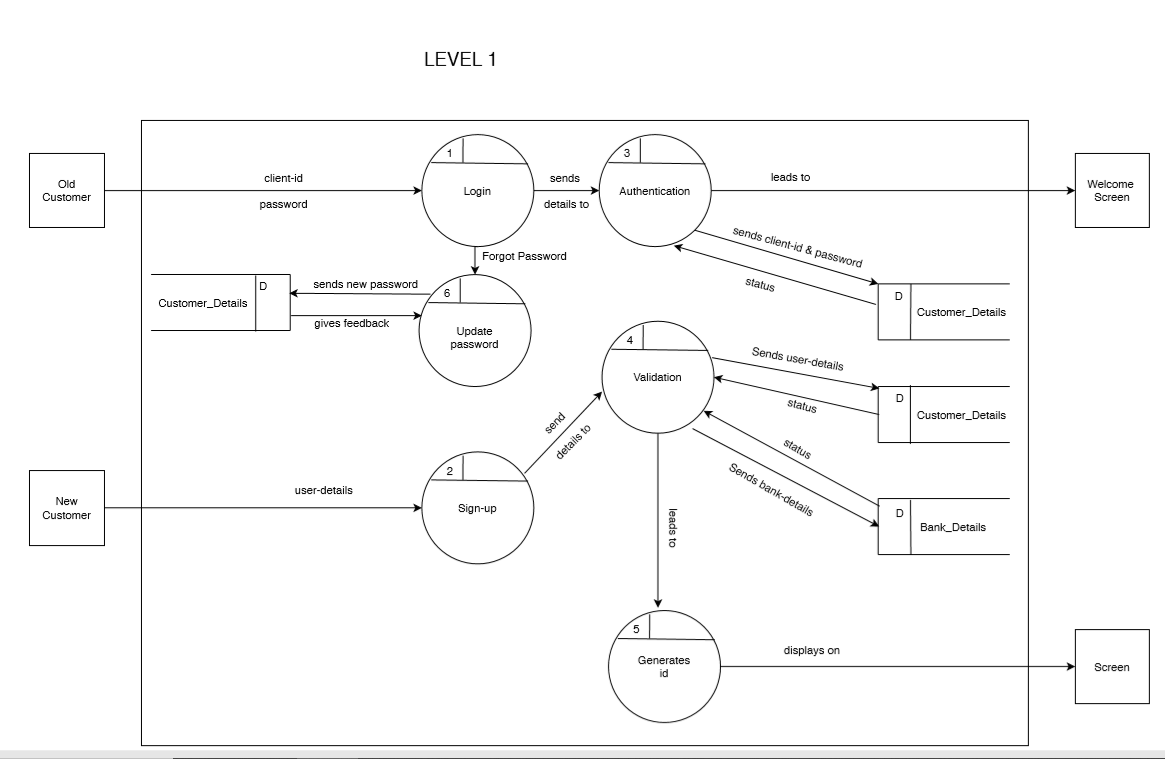 LEVEL 1
Old
Customer
client-id
password
1
Login
sends
details to
3
Authentication
leads to
Welcome
Screen
Forgot Password
sends client-id & password
status
D
Customer_Details
Customer_Details
D
sends new password
gives feedback
6
Update
password
4
Validation
Sends user-details
status
D
Customer_Details
send
details to
status
Sends bank-details
D
Bank_Details
New
Customer
user-details
2
Sign-up
leads to
5
Generates
id
displays on
Screen